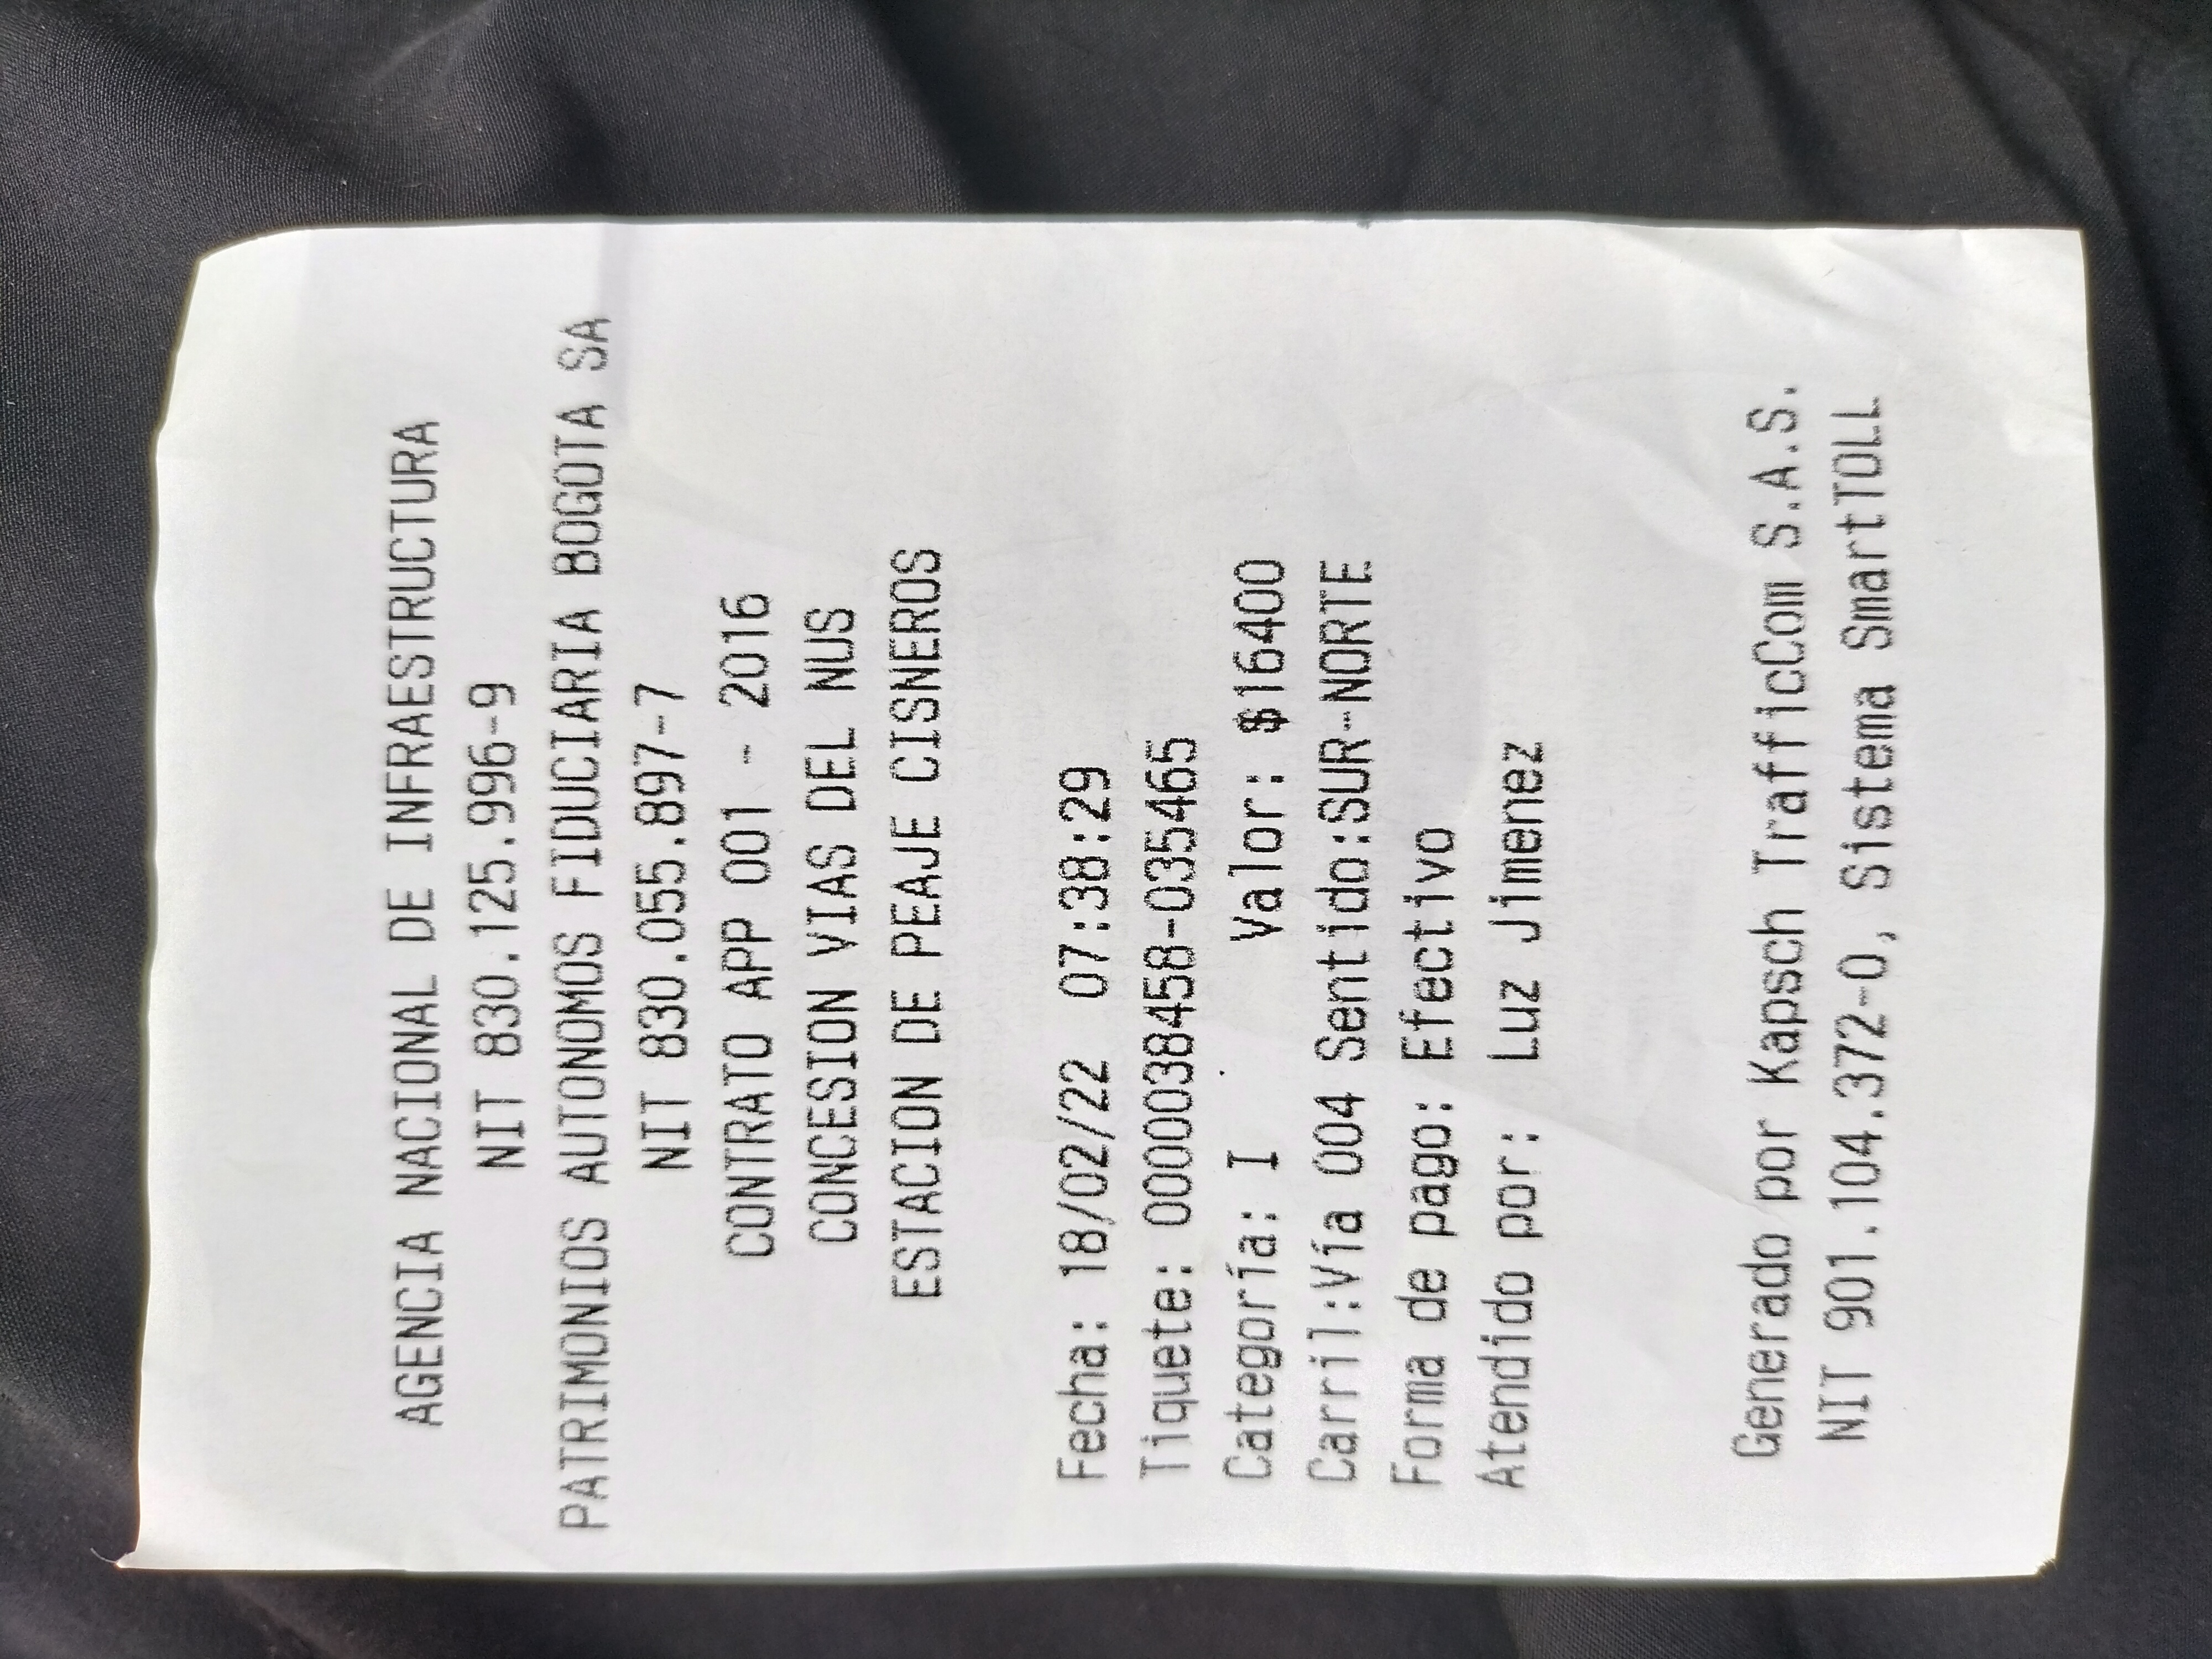 AGENCIA NACIONAL DE INFRAESTRUCTURA
NIT 830.125.996-9
PATRIMONIOS AUTONOMOS FIDUCIARIA BOGOTA SA
NIT 830.055.897-7
CONTRATO APP 001 - 2016
CONCESION VIAS DEL NUS
ESTACION DE PEAJE CISNEROS
Fecha: 18/02/22 07:38:29
Tiquete: 000038458-035465
Categoría: I Valor: $16400
Carril:Vía 004 Sentido:SUR-NORTE
Forma de pago: Efectivo
Atendido por: Luz Jimenez
Generado por Kapsch TrafficCom S.A.S.
NIT 901.104.372-0, Sistema SmartTOLL